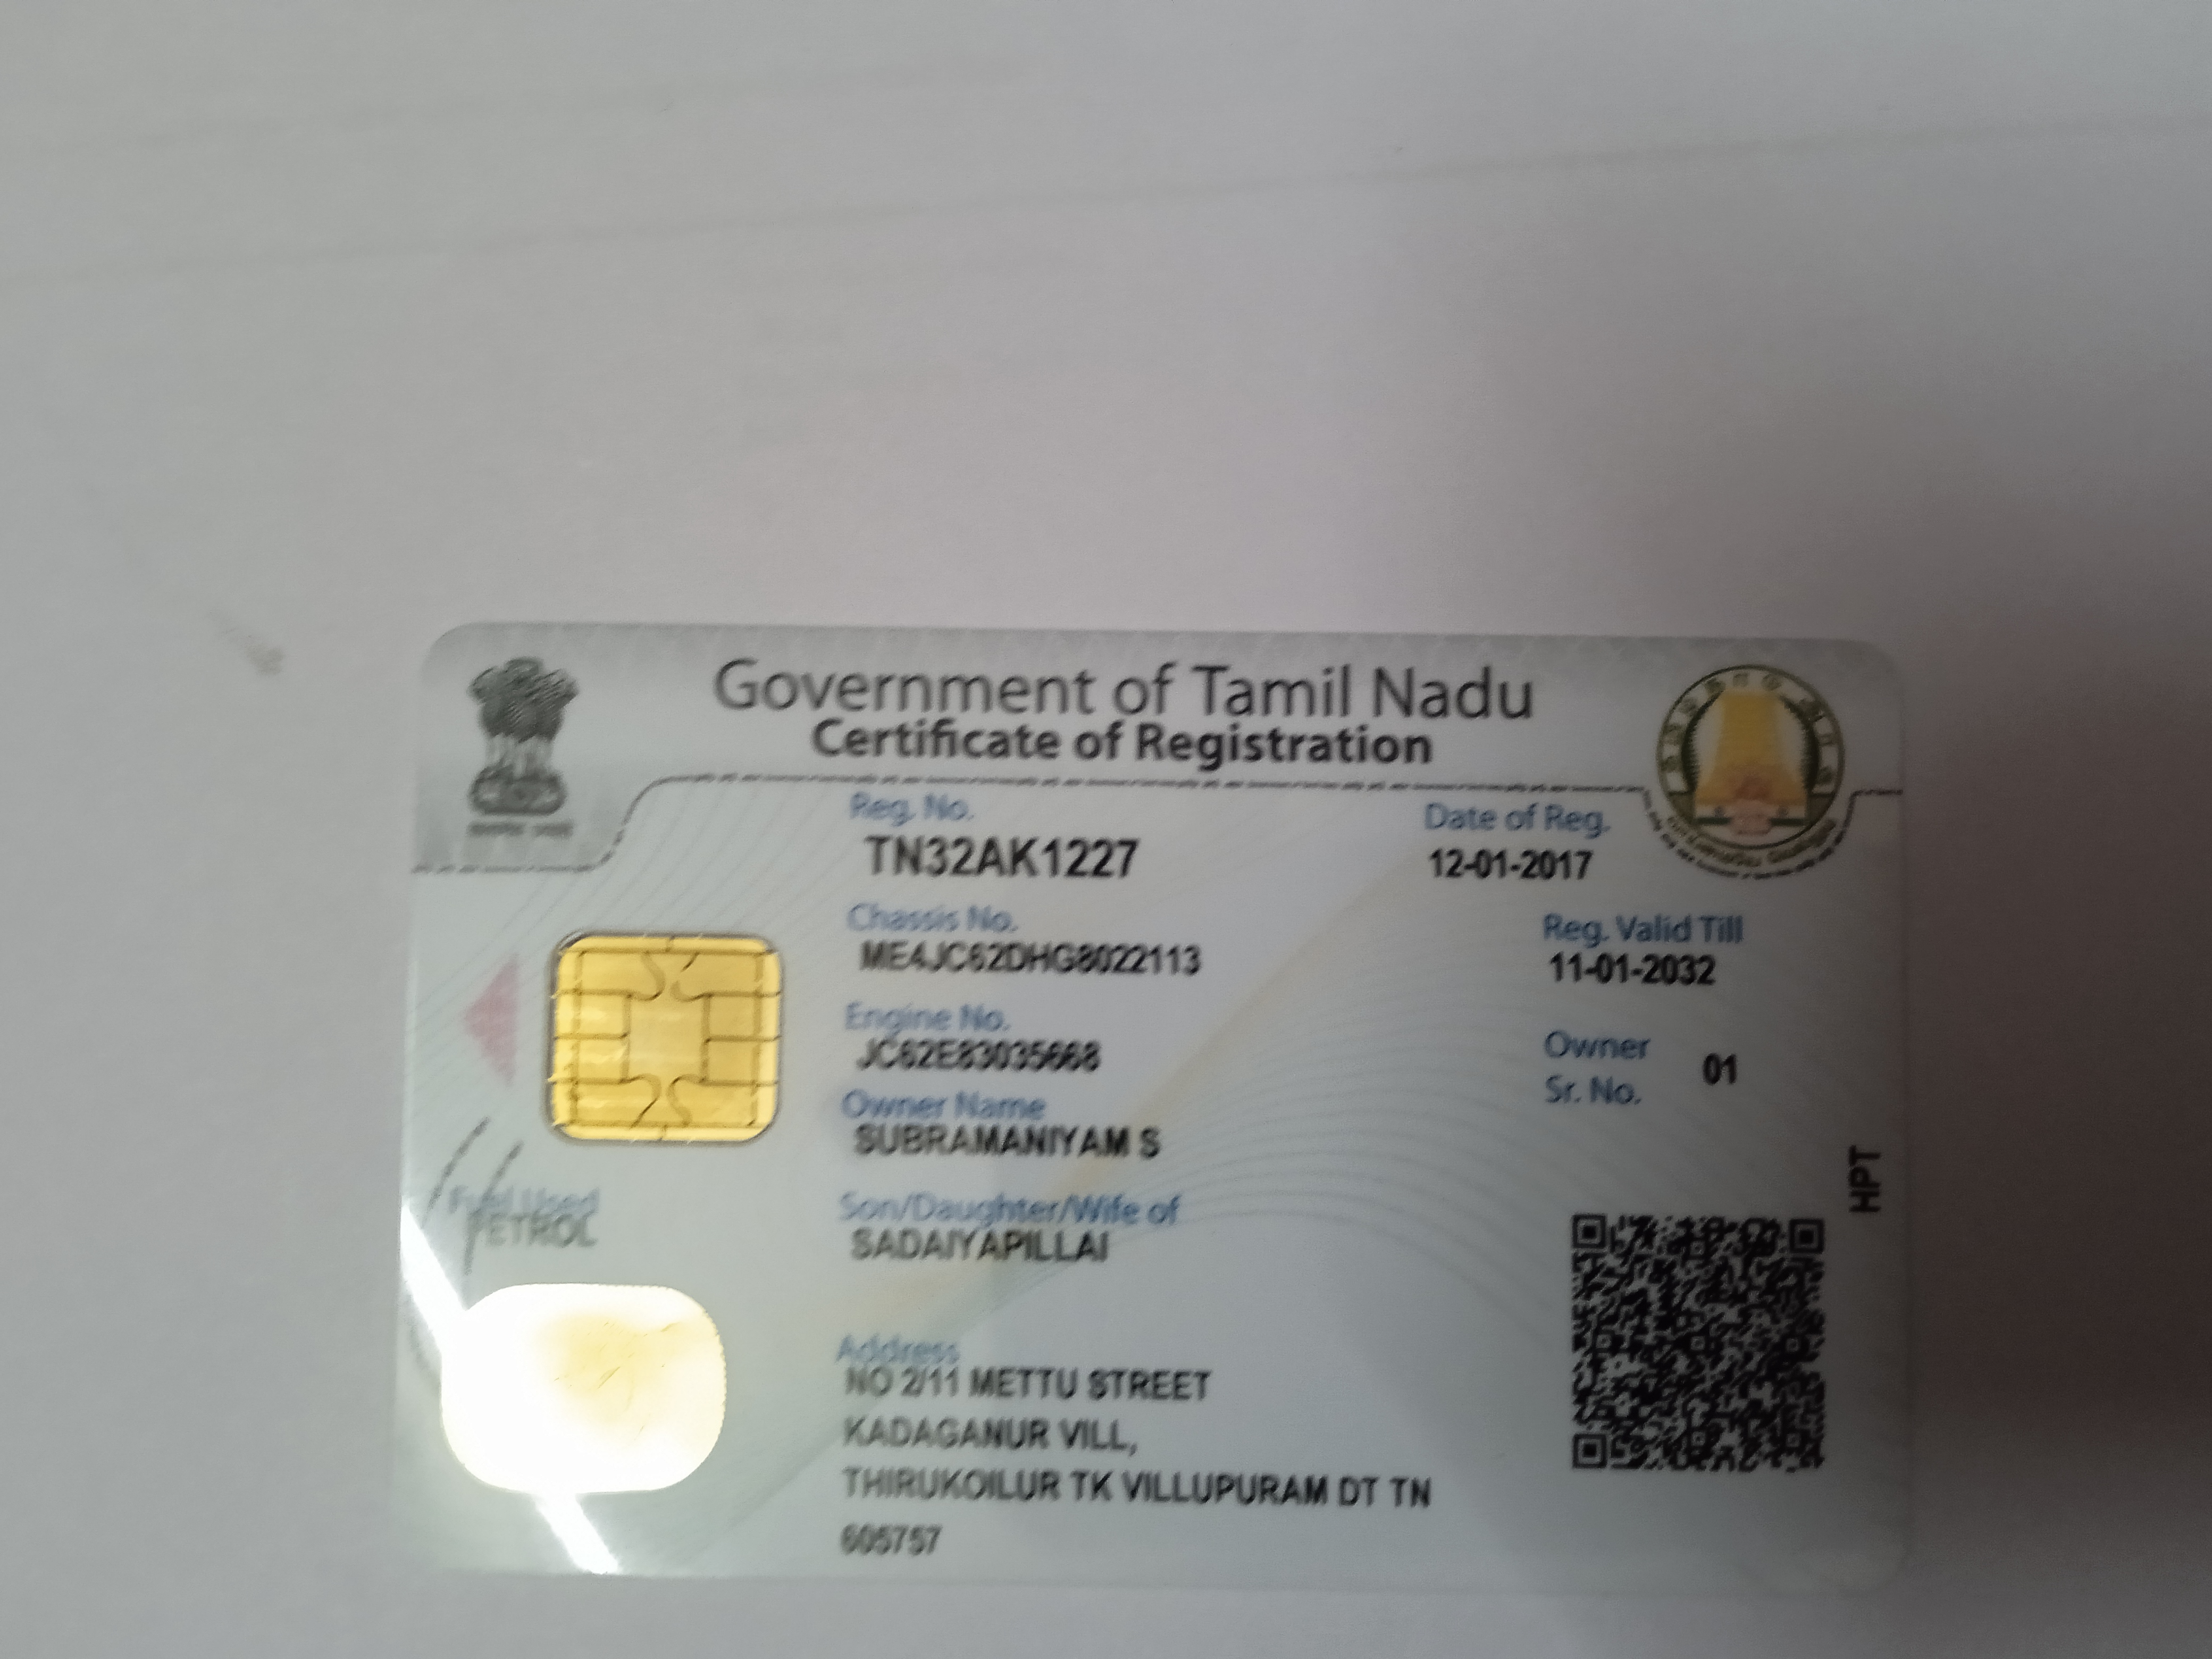 Government of Tamil Nadu
Certificate of Registration
Reg. No.
TN32AK1227
Date of Reg.
12-01-2017
Chassis No.
ME4JC62DHG8022113
Reg. Valid Till
11-01-2032
Engine No.
JC62E83035668
Owner
Sr. No.
01
Owner Name
SUBRAMANIYAM S
HPT
Fuel Used
PETROL
Son/Daughter/Wife of
SADAIYAPILLAI
Address
NO 2/11 METTU STREET
KADAGANUR VILL,
THIRUKOILUR TK VILLUPURAM DT TN
605757